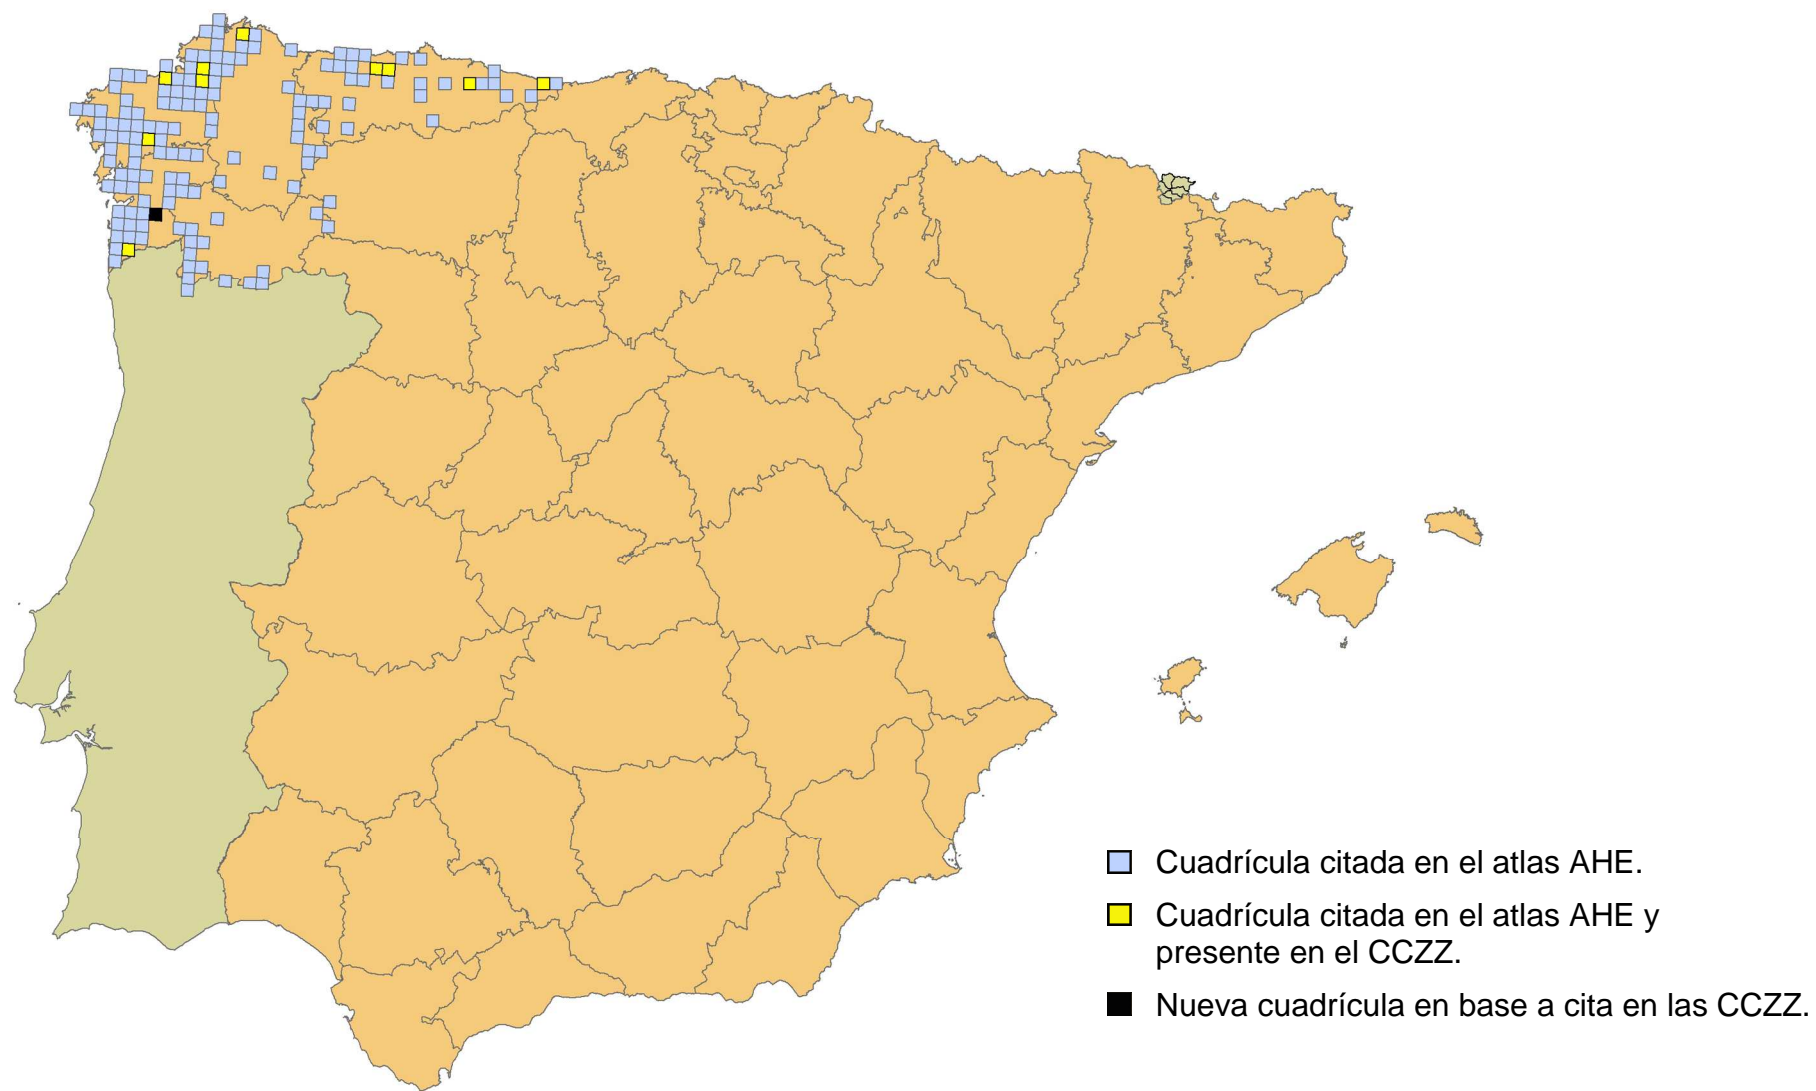 Cuadrícula citada en el atlas AHE.
Cuadrícula citada en el atlas AHE y
presente en el CCZZ.
Nueva cuadrícula en base a cita en las CCZZ.